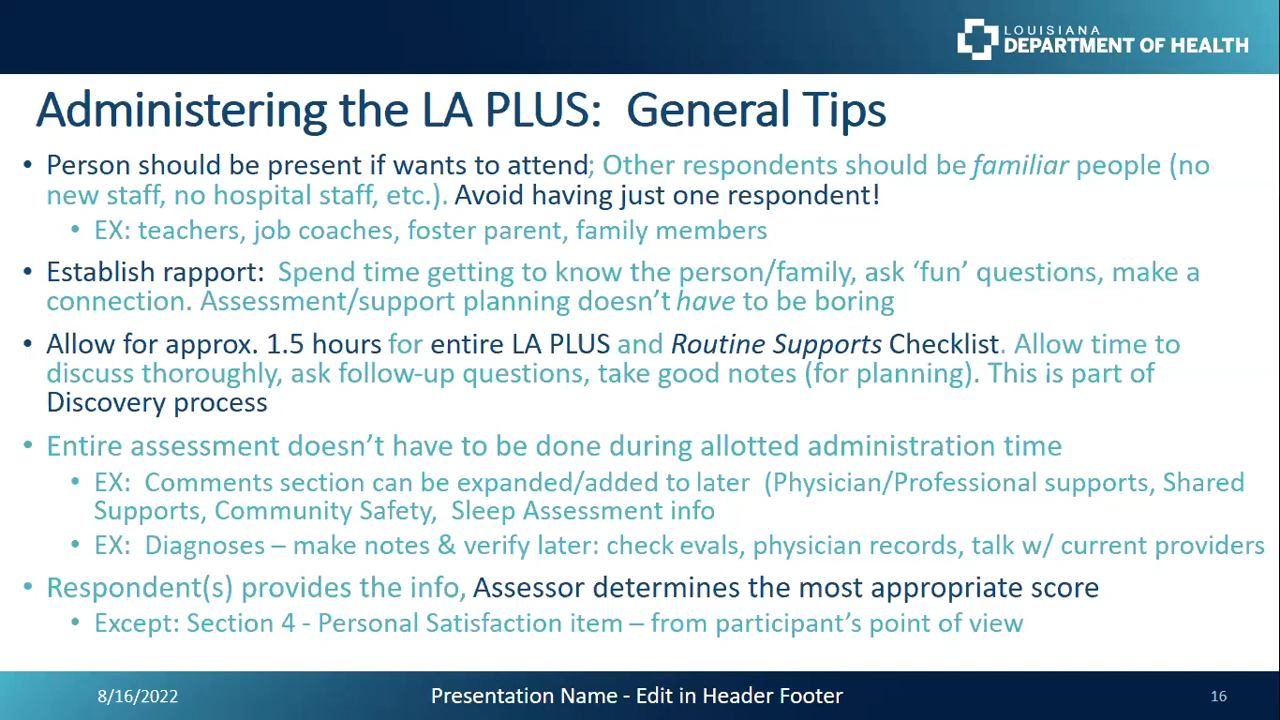 LOUISIANA
DEPARTMENT OF HEALTH
Administering the LA PLUS:  General Tips
• Person should be present if wants to attend; Other respondents should be familiar people (no
new staff, no hospital staff, etc.). Avoid having just one respondent!
• EX: teachers, job coaches, foster parent, family members
• Establish rapport:  Spend time getting to know the person/family, ask ‘fun’ questions, make a
connection. Assessment/support planning doesn’t have to be boring
• Allow for approx. 1.5 hours for entire LA PLUS and Routine Supports Checklist. Allow time to
discuss thoroughly, ask follow-up questions, take good notes (for planning). This is part of
Discovery process
• Entire assessment doesn’t have to be done during allotted administration time
• EX:  Comments section can be expanded/added to later  (Physician/Professional supports, Shared
Supports, Community Safety,  Sleep Assessment info
• EX:  Diagnoses – make notes & verify later: check evals, physician records, talk w/ current providers
• Respondent(s) provides the info, Assessor determines the most appropriate score
• Except: Section 4 - Personal Satisfaction item – from participant’s point of view
8/16/2022
Presentation Name - Edit in Header Footer
16